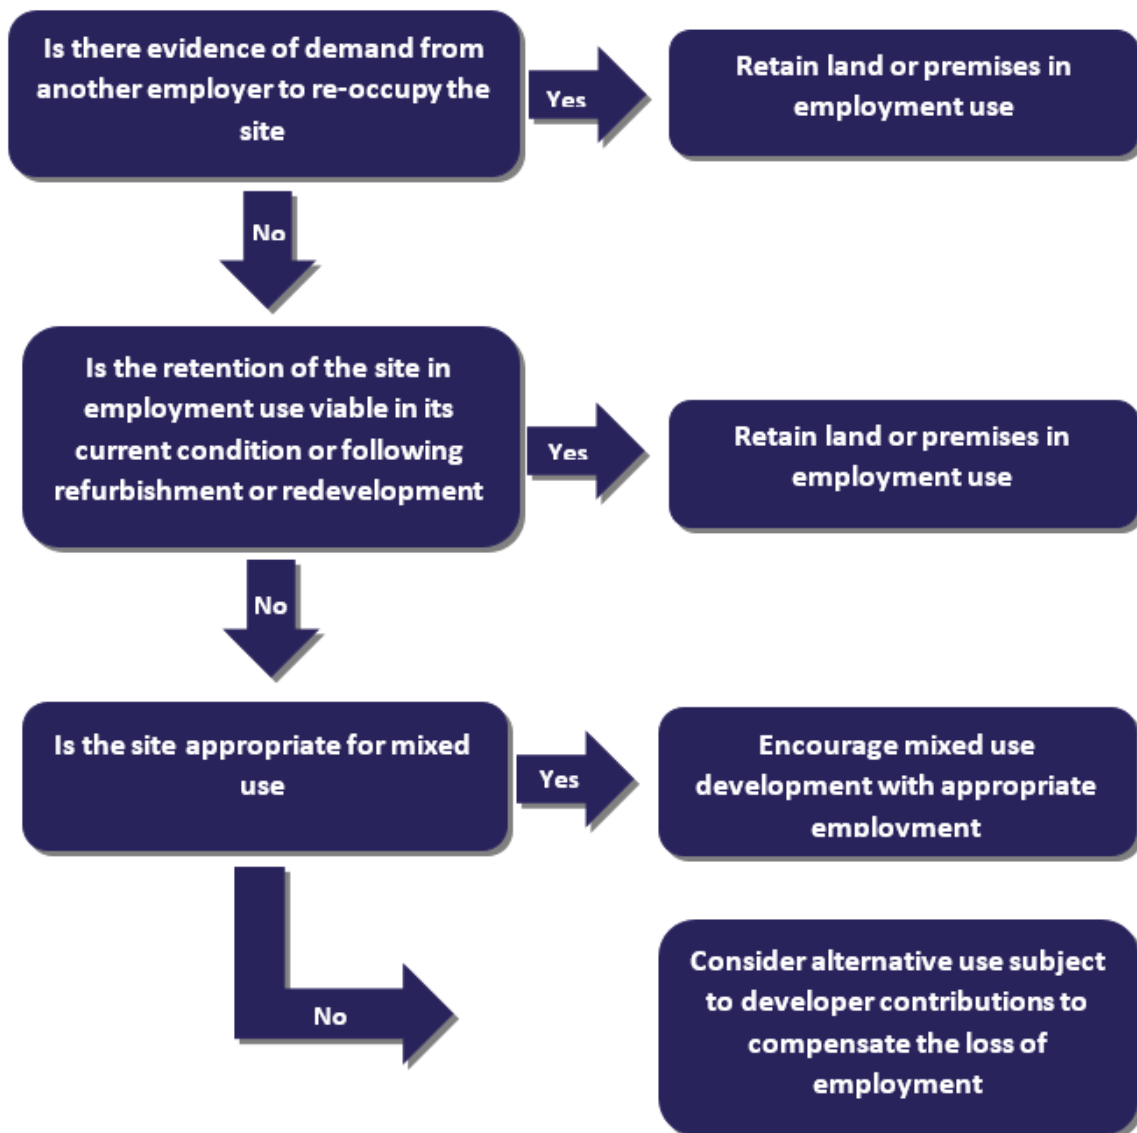 Is there evidence of demand from
another employer to re-occupy the
site
Yes
Retain land or premises in
employment use
No
Is the retention of the site in
employment use viable in its
current condition or following
refurbishment or redevelopment
Yes
Retain land or premises in
employment use
No
Is the site appropriate for mixed
use
Yes
Encourage mixed use
development with appropriate
employment
No
Consider alternative use subject
to developer contributions to
compensate the loss of
employment